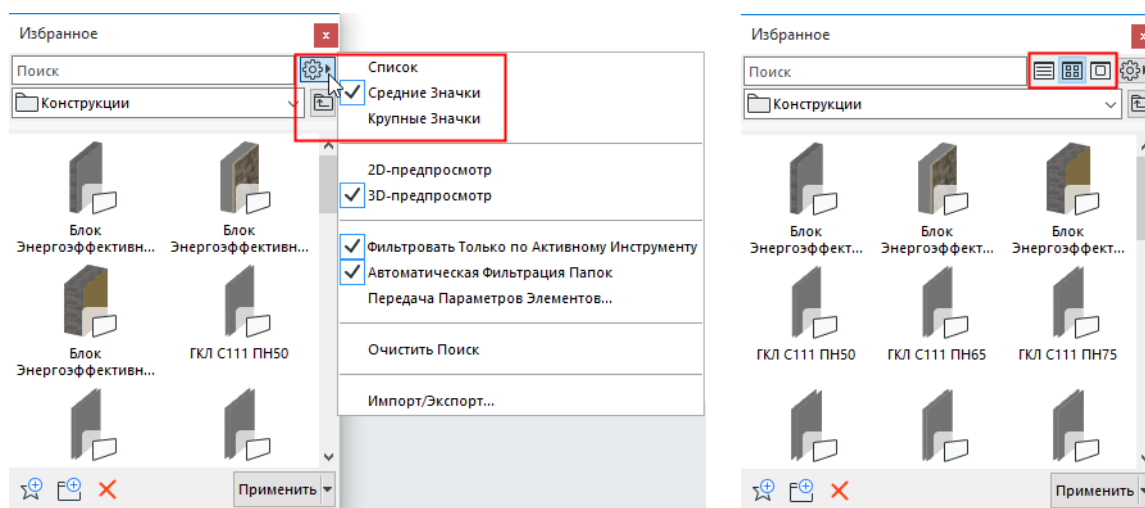 Избранное
Поиск
Конструкции
Блок
Энергоэффективн...
Блок
Энергоэффективн...
Блок
Энергоэффективн...
ГКЛ С111 ПН50
Применить
Список
Средние Значки
Крупные Значки
2D-предпросмотр
3D-предпросмотр
Фильтровать Только по Активному Инструменту
Автоматическая Фильтрация Папок
Передача Параметров Элементов...
Очистить Поиск
Импорт/Экспорт...
Избранное
Поиск
Конструкции
Блок
Энергоэффект...
Блок
Энергоэффект...
Блок
Энергоэффект...
ГКЛ С111 ПН50
ГКЛ С111 ПН65
ГКЛ С111 ПН75
Применить